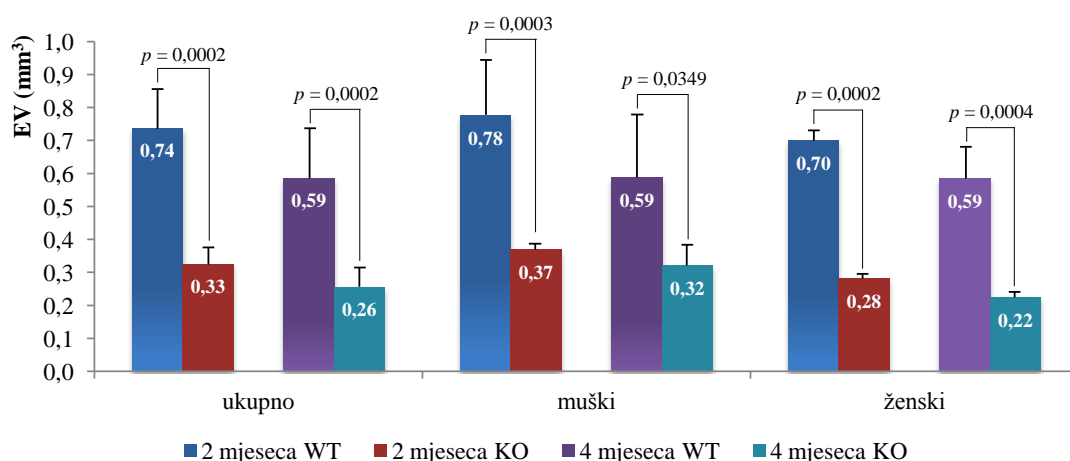 EV (mm³)
1,0
0,9
0,8
0,7
0,6
0,5
0,4
0,3
0,2
0,1
0,0
p = 0,0002
p = 0,0002
p = 0,0003
p = 0,0349
p = 0,0002
p = 0,0004
0,74
0,33
0,59
0,26
0,78
0,37
0,59
0,32
0,70
0,28
0,59
0,22
ukupno muški ženski
2 mjeseca WT 2 mjeseca KO 4 mjeseca WT 4 mjeseca KO